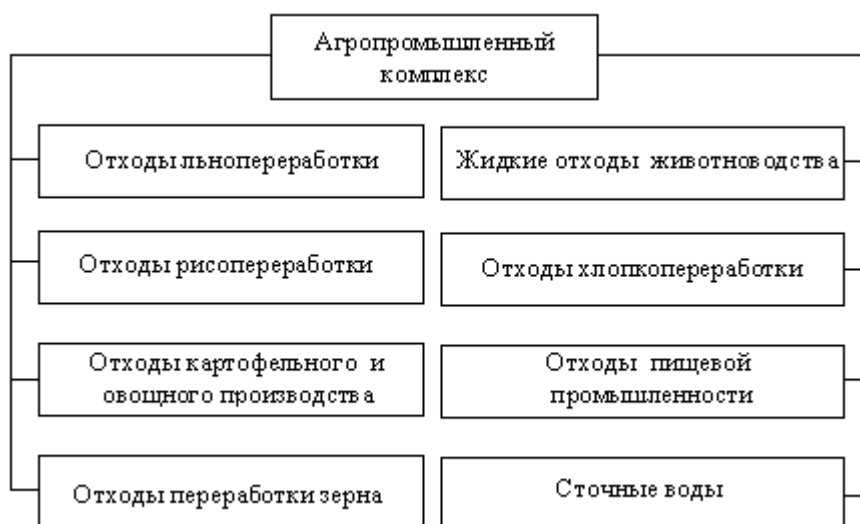 Агропромышленный
комплекс
Отходы льнопереработки
Жидкие отходы животноводства
Отходы рисопереработки
Отходы хлопкопереработки
Отходы картофельного и
овощного производства
Отходы пищевой
промышленности
Отходы переработки зерна
Сточные воды